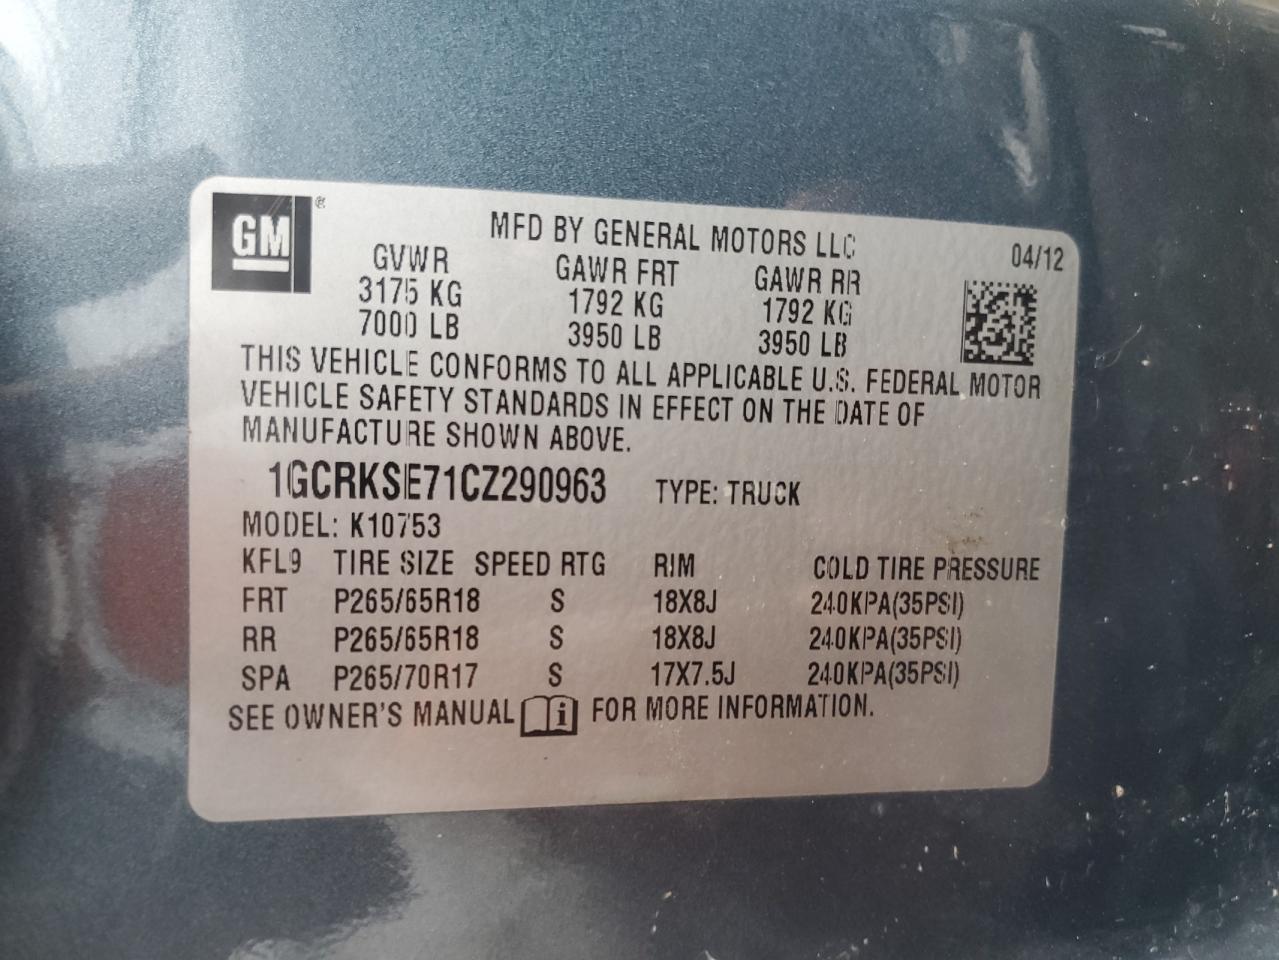 GM ®
MFD BY GENERAL MOTORS LLC 04/12
GVWR GAWR FRT GAWR RR
3175 KG 1792 KG 1792 KG
7000 LB 3950 LB 3950 LB
THIS VEHICLE CONFORMS TO ALL APPLICABLE U.S. FEDERAL MOTOR
VEHICLE SAFETY STANDARDS IN EFFECT ON THE DATE OF
MANUFACTURE SHOWN ABOVE.
1GCRKSE71CZ290963 TYPE: TRUCK
MODEL: K10753
KFL9 TIRE SIZE SPEED RTG RIM COLD TIRE PRESSURE
FRT P265/65R18 S 18X8J 240KPA(35PSI)
RR P265/65R18 S 18X8J 240KPA(35PSI)
SPA P265/70R17 S 17X7.5J 240KPA(35PSI)
SEE OWNER'S MANUAL i FOR MORE INFORMATION.